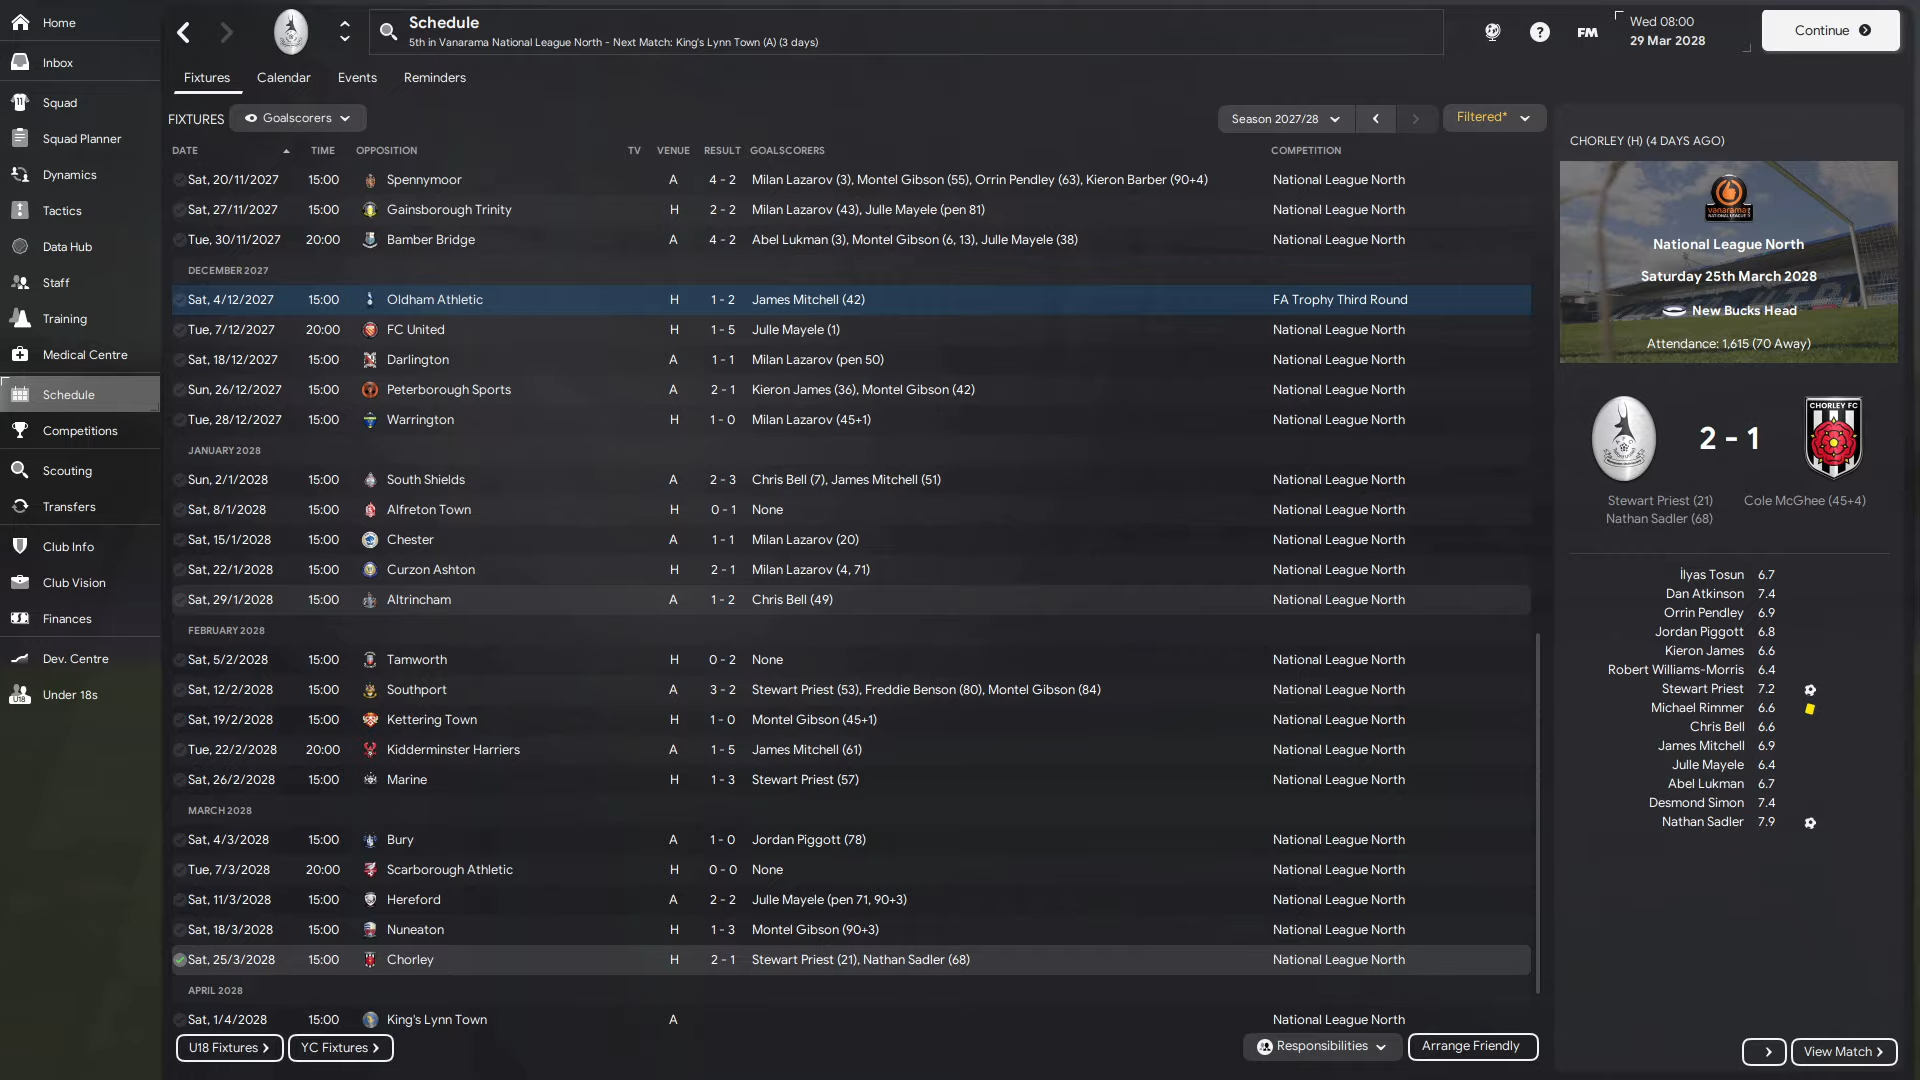 Home
Inbox
Squad
Squad Planner
Dynamics
Tactics
Data Hub
Staff
Training
Medical Centre
Schedule
Competitions
Scouting
Transfers
Club Info
Club Vision
Finances
Dev. Centre
Under 18s
Schedule
5th in Vanarama National League North - Next Match: King's Lynn Town (A) (3 days)
FM
Wed 08:00
29 Mar 2028
Continue
Fixtures Calendar Events Reminders
FIXTURES Goalscorers Season 2027/28 Filtered*
DATE TIME OPPOSITION TV VENUE RESULT GOALSCORERS COMPETITION
Sat, 20/11/2027 15:00 Spennymoor A 4 - 2 Milan Lazarov (3), Montel Gibson (55), Orrin Pendley (63), Kieron Barber (90+4) National League North
Sat, 27/11/2027 15:00 Gainsborough Trinity H 2 - 2 Milan Lazarov (43), Julle Mayele (pen 81) National League North
Tue, 30/11/2027 20:00 Bamber Bridge A 4 - 2 Abel Lukman (3), Montel Gibson (6, 13), Julle Mayele (38) National League North
DECEMBER 2027
Sat, 4/12/2027 15:00 Oldham Athletic H 1 - 2 James Mitchell (42) FA Trophy Third Round
Tue, 7/12/2027 20:00 FC United H 1 - 5 Julle Mayele (1) National League North
Sat, 18/12/2027 15:00 Darlington A 1 - 1 Milan Lazarov (pen 50) National League North
Sun, 26/12/2027 15:00 Peterborough Sports A 2 - 1 Kieron James (36), Montel Gibson (42) National League North
Tue, 28/12/2027 15:00 Warrington H 1 - 0 Milan Lazarov (45+1) National League North
JANUARY 2028
Sun, 2/1/2028 15:00 South Shields A 2 - 3 Chris Bell (7), James Mitchell (51) National League North
Sat, 8/1/2028 15:00 Alfreton Town H 0 - 1 None National League North
Sat, 15/1/2028 15:00 Chester A 1 - 1 Milan Lazarov (20) National League North
Sat, 22/1/2028 15:00 Curzon Ashton H 2 - 1 Milan Lazarov (4, 71) National League North
Sat, 29/1/2028 15:00 Altrincham A 1 - 2 Chris Bell (49) National League North
FEBRUARY 2028
Sat, 5/2/2028 15:00 Tamworth H 0 - 2 None National League North
Sat, 12/2/2028 15:00 Southport A 3 - 2 Stewart Priest (53), Freddie Benson (80), Montel Gibson (84) National League North
Sat, 19/2/2028 15:00 Kettering Town H 1 - 0 Montel Gibson (45+1) National League North
Tue, 22/2/2028 20:00 Kidderminster Harriers A 1 - 5 James Mitchell (61) National League North
Sat, 26/2/2028 15:00 Marine H 1 - 3 Stewart Priest (57) National League North
MARCH 2028
Sat, 4/3/2028 15:00 Bury A 1 - 0 Jordan Piggott (78) National League North
Tue, 7/3/2028 20:00 Scarborough Athletic H 0 - 0 None National League North
Sat, 11/3/2028 15:00 Hereford A 2 - 2 Julle Mayele (pen 71, 90+3) National League North
Sat, 18/3/2028 15:00 Nuneaton H 1 - 3 Montel Gibson (90+3) National League North
Sat, 25/3/2028 15:00 Chorley H 2 - 1 Stewart Priest (21), Nathan Sadler (68) National League North
APRIL 2028
Sat, 1/4/2028 15:00 King's Lynn Town A National League North
U18 Fixtures YC Fixtures Responsibilities Arrange Friendly
CHORLEY (H) (4 DAYS AGO)
vanarama
National League North
Saturday 25th March 2028
New Bucks Head
Attendance: 1,615 (70 Away)
CHORLEY FC
2 - 1
Stewart Priest (21) Cole McGhee (45+4)
Nathan Sadler (68)
İlyas Tosun 6.7
Dan Atkinson 7.4
Orrin Pendley 6.9
Jordan Piggott 6.8
Kieron James 6.6
Robert Williams-Morris 6.4
Stewart Priest 7.2
Michael Rimmer 6.6
Chris Bell 6.6
James Mitchell 6.9
Julle Mayele 6.4
Abel Lukman 6.7
Desmond Simon 7.4
Nathan Sadler 7.9
View Match